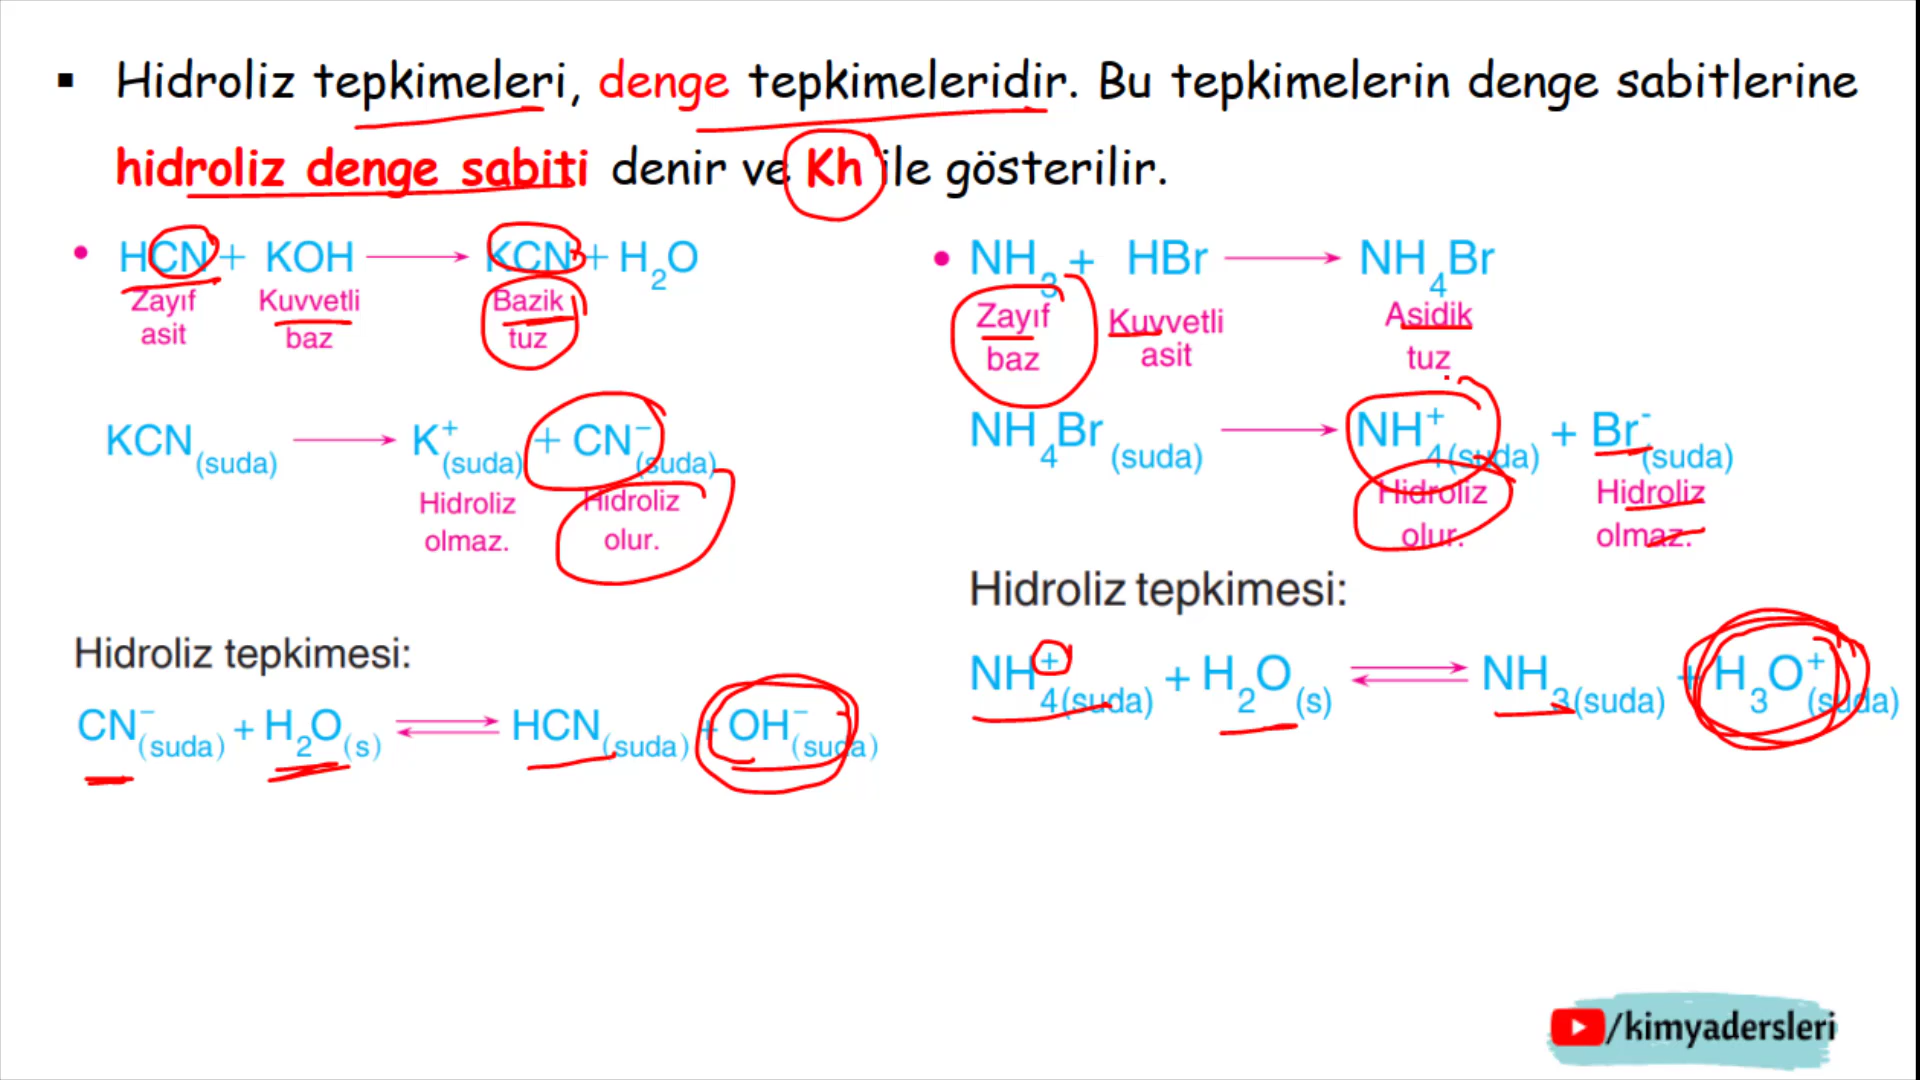 ▪ Hidroliz tepkimeleri, denge tepkimeleridir. Bu tepkimelerin denge sabitlerine
hidroliz denge sabiti denir ve Kh ile gösterilir.
• HCN + KOH ⟶ KCN + H₂O
Zayıf asit Kuvvetli baz Bazik tuz
KCN(suda) ⟶ K⁺(suda) + CN⁻(suda)
Hidroliz olmaz. Hidroliz olur.
Hidroliz tepkimesi:
CN⁻(suda) + H₂O(s) ⇌ HCN(suda) + OH⁻(suda)
• NH₃ + HBr ⟶ NH₄Br
Zayıf baz Kuvvetli asit Asidik tuz
NH₄Br(suda) ⟶ NH₄⁺(suda) + Br⁻(suda)
Hidroliz olur. Hidroliz olmaz.
Hidroliz tepkimesi:
NH₄⁺(suda) + H₂O(s) ⇌ NH₃(suda) + H₃O⁺(suda)
/kimyadersleri